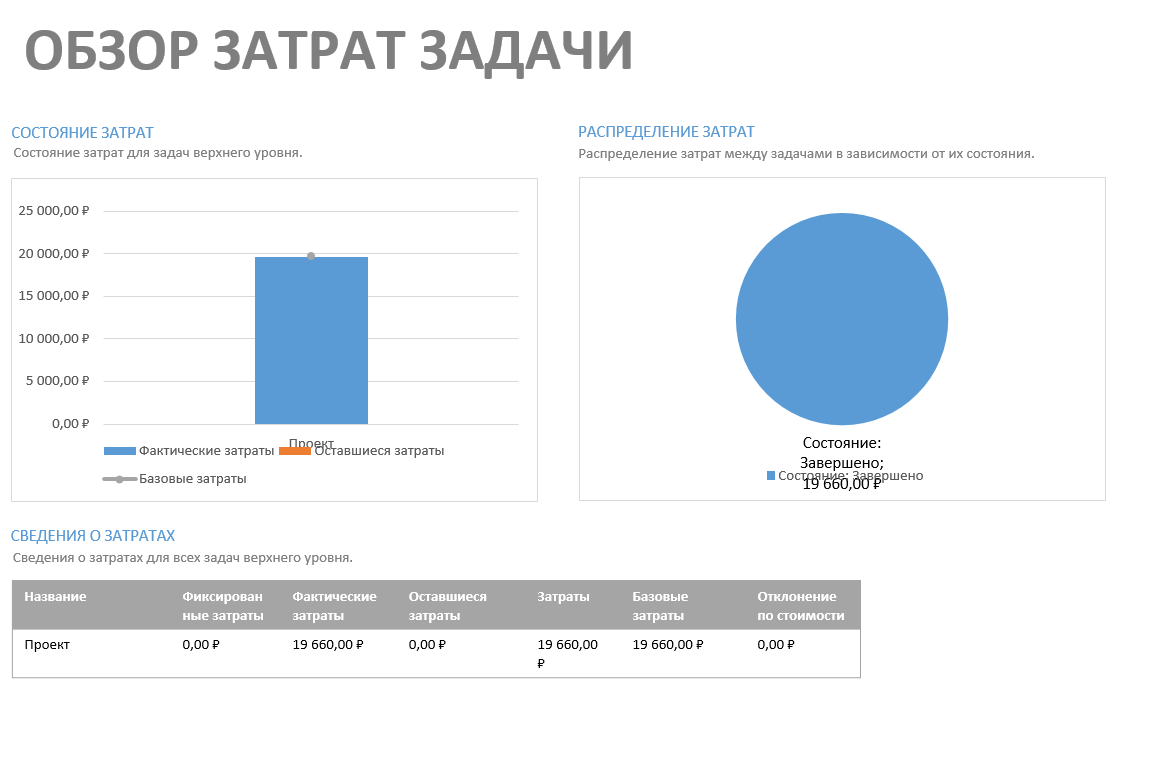 ОБЗОР ЗАТРАТ ЗАДАЧИ
СОСТОЯНИЕ ЗАТРАТ
Состояние затрат для задач верхнего уровня.
25 000,00 ₽
20 000,00 ₽
15 000,00 ₽
10 000,00 ₽
5 000,00 ₽
0,00 ₽
Проект
Фактические затраты Оставшиеся затраты
Базовые затраты
РАСПРЕДЕЛЕНИЕ ЗАТРАТ
Распределение затрат между задачами в зависимости от их состояния.
Состояние:
Завершено;
19 660,00 ₽
Состояние: Завершено
СВЕДЕНИЯ О ЗАТРАТАХ
Сведения о затратах для всех задач верхнего уровня.
Название Фиксирован Фактические Оставшиеся Затраты Базовые Отклонение
ные затраты затраты затраты затраты по стоимости
Проект 0,00 ₽ 19 660,00 ₽ 0,00 ₽ 19 660,00 19 660,00 ₽ 0,00 ₽
₽